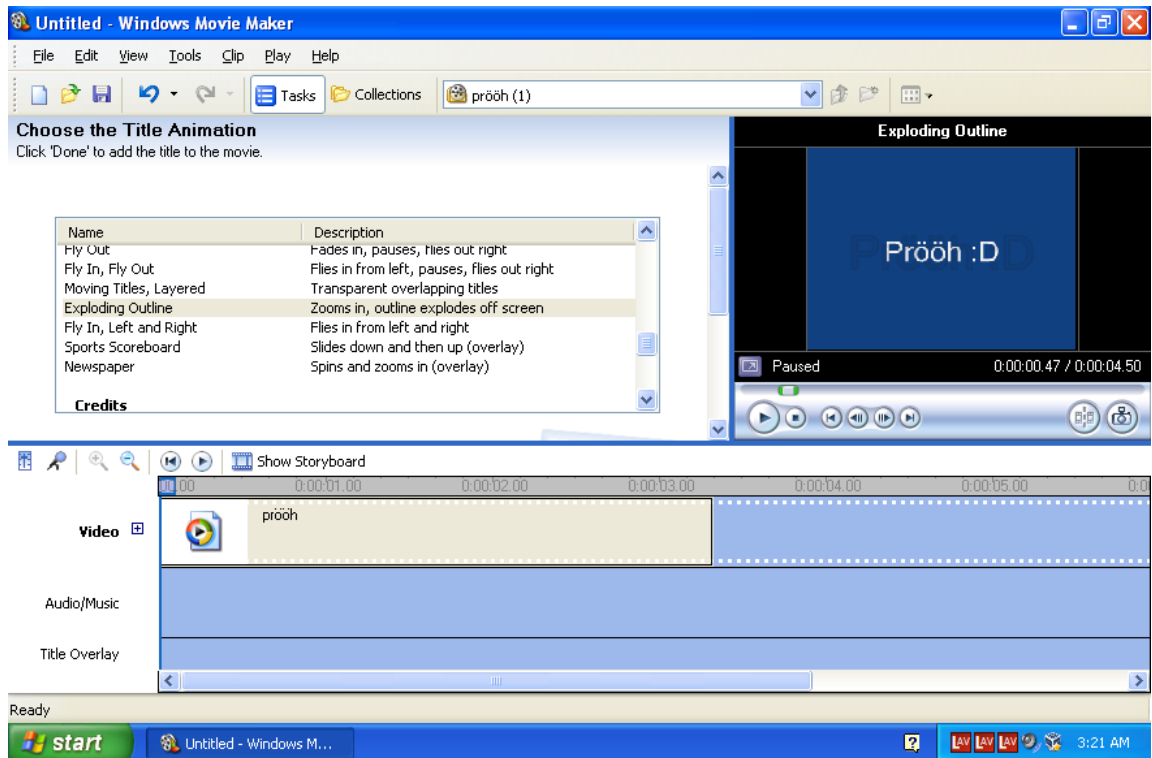 Untitled - Windows Movie Maker
File Edit View Tools Clip Play Help
Tasks Collections prööh (1)
Choose the Title Animation
Click 'Done' to add the title to the movie.
Name Description
Fly Out Fades in, pauses, flies out right
Fly In, Fly Out Flies in from left, pauses, flies out right
Moving Titles, Layered Transparent overlapping titles
Exploding Outline Zooms in, outline explodes off screen
Fly In, Left and Right Flies in from left and right
Sports Scoreboard Slides down and then up (overlay)
Newspaper Spins and zooms in (overlay)
Credits
Exploding Outline
Prööh :D
Paused 0:00:00.47 / 0:00:04.50
Show Storyboard
00.00 0:00:01.00 0:00:02.00 0:00:03.00 0:00:04.00 0:00:05.00 0:0
Video prööh
Audio/Music
Title Overlay
Ready
start Untitled - Windows M... LAV LAV LAV 3:21 AM